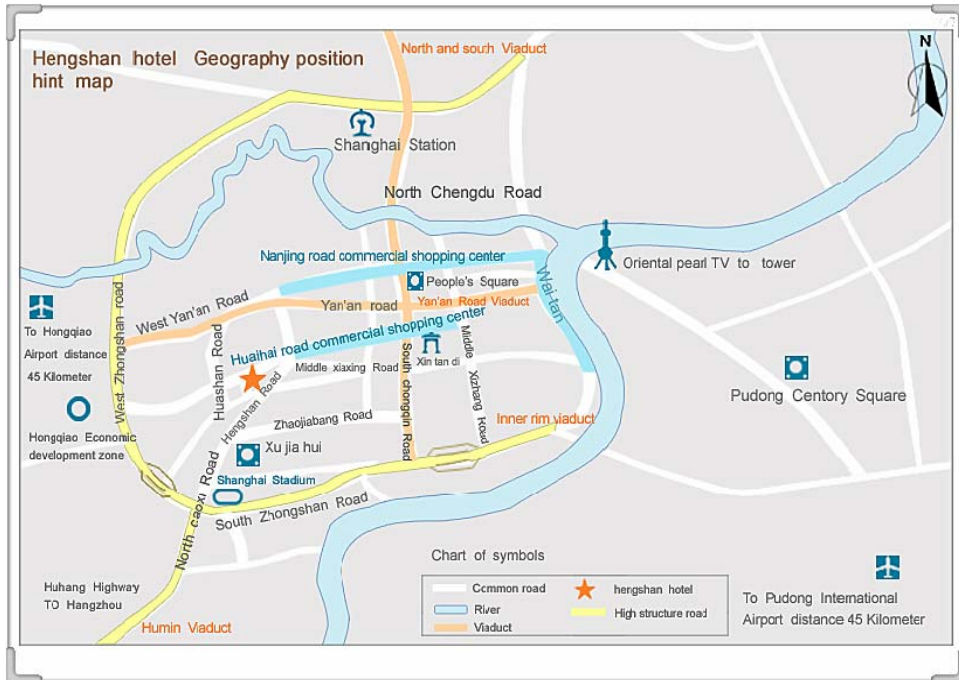 Hengshan hotel Geography position
hint map
North and south Viaduct
N
Shanghai Station
North Chengdu Road
Nanjing road commercial shopping center
Wai-tan
Oriental pearl TV to tower
People's Square
West Yan'an Road
Yan'an road
Yan'an Road Viaduct
To Hongqiao
Airport distance
45 Kilometer
West Zhongshan road
Huaihai road commercial shopping center
Huashan Road
Xin tan di
Middle xiaxing Road
Hengshan Road
South chongqin Road
Middle Xizhang Road
Pudong Centory Square
Hongqiao Economic
development zone
Zhaojiabang Road
Inner rim viaduct
Xu jia hui
Shanghai Stadium
South Zhongshan Road
North caoxi Road
Huhang Highway
TO Hangzhou
Humin Viaduct
Chart of symbols
Common road
hengshan hotel
River
High structure road
Viaduct
To Pudong International
Airport distance 45 Kilometer